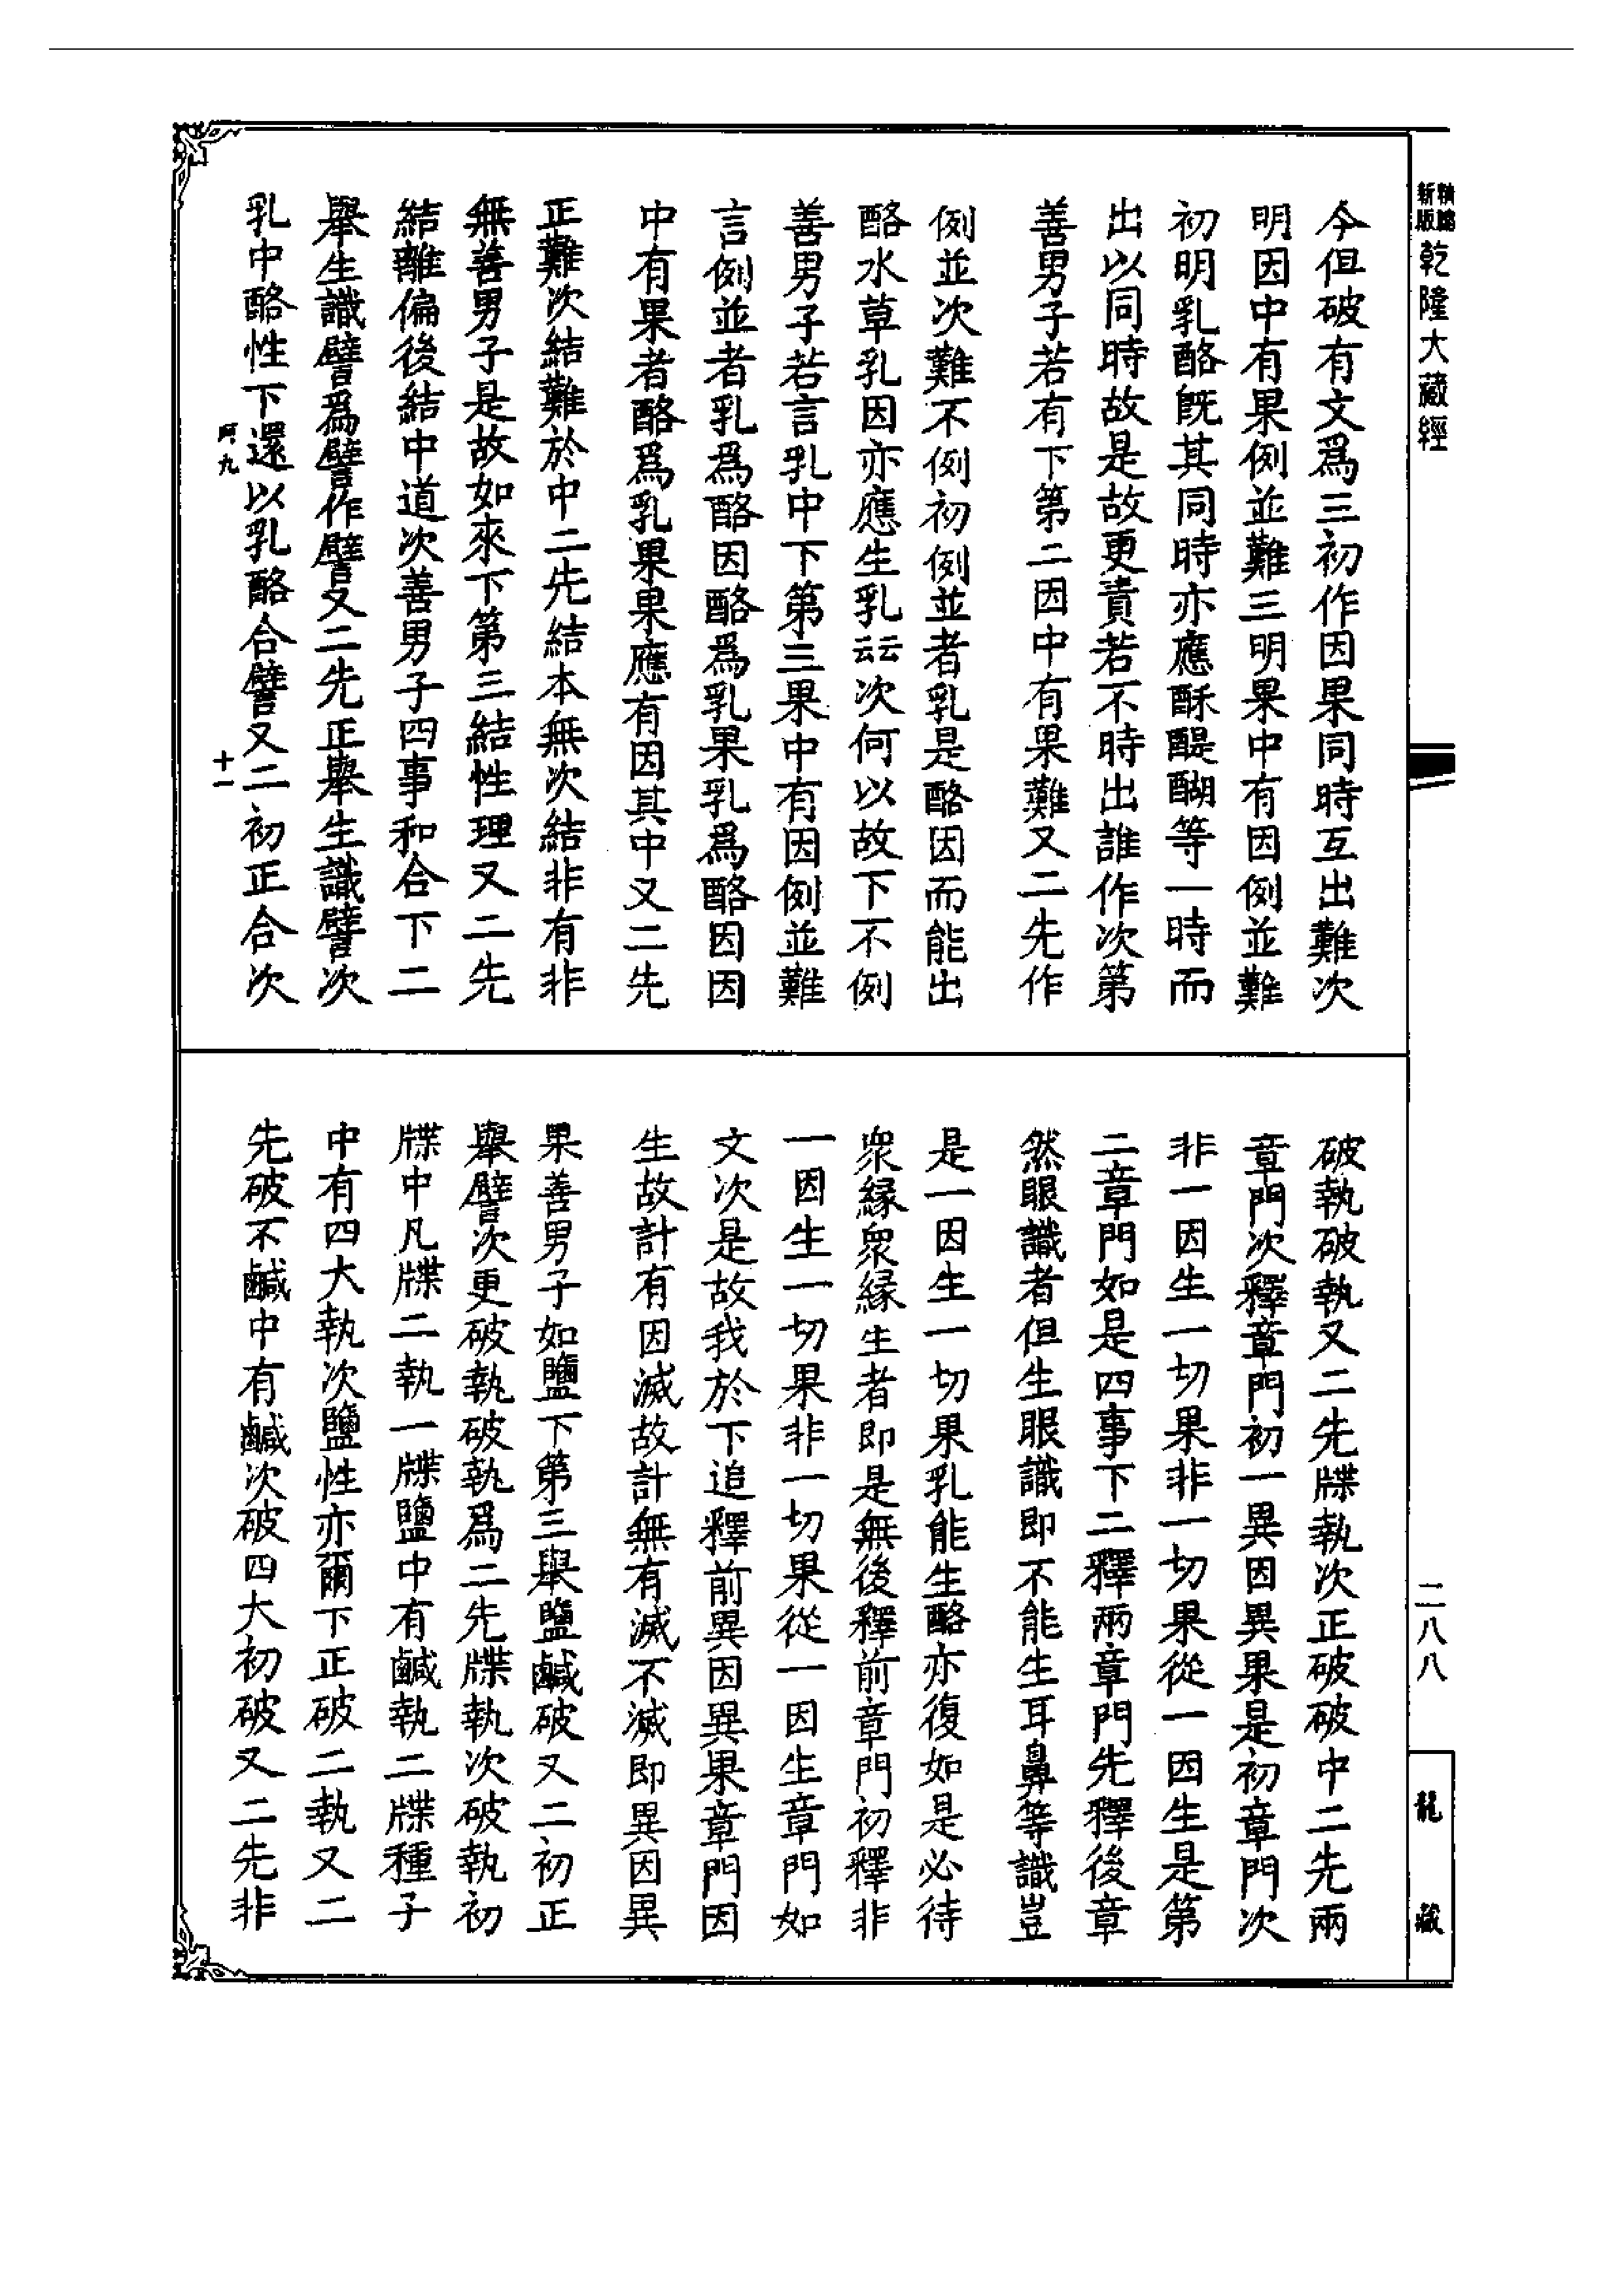 精縮
新版
乾隆大藏經
今但破有文爲三初作因果同時互出難次
明因中有果例並難三明果中有因例並難
初明乳酪既其同時亦應酥醍醐等一時而
出以同時故是故更責若不時出誰作次第
善男子若有下第二因中有果難又二先作
例並次難不例初例並者乳是酪因而能出
酪水草乳因亦應生乳云云次何以故下不例
善男子若言乳中下第三果中有因例並難
言例並者乳爲酪因酪爲乳果乳爲酪因因
中有果者酪爲乳果果應有因其中又二先
正難次結難於中二先結本無次結非有非
無善男子是故如來下第三結性理又二先
結離偏後結中道次善男子四事和合下二
舉生識譬爲譬作譬又二先正舉生識譬次
乳中酪性下還以乳酪合譬又二初正合次
阿九
十一
破執破執又二先牒執次正破破中二先兩
章門次釋章門初一異因異果是初章門次
非一因生一切果非一切果從一因生是第
二章門如是四事下二釋兩章門先釋後章
然眼識者但生眼識即不能生耳鼻等識豈
是一因生一切果乳能生酪亦復如是必待
衆緣衆緣生者即是無後釋前章門初釋非
一因生一切果非一切果從一因生章門如
文次是故我於下追釋前異因異果章門因
生故計有因滅故計無有滅不滅即異因異
果善男子如鹽下第三舉鹽鹹破又二初正
舉譬次更破執破執爲二先牒執次破執初
牒中凡牒二執一牒鹽中有鹹執二牒種子
中有四大執次鹽性亦爾下正破二執又二
先破不鹹中有鹹次破四大初破又二先非
二八八
龍藏